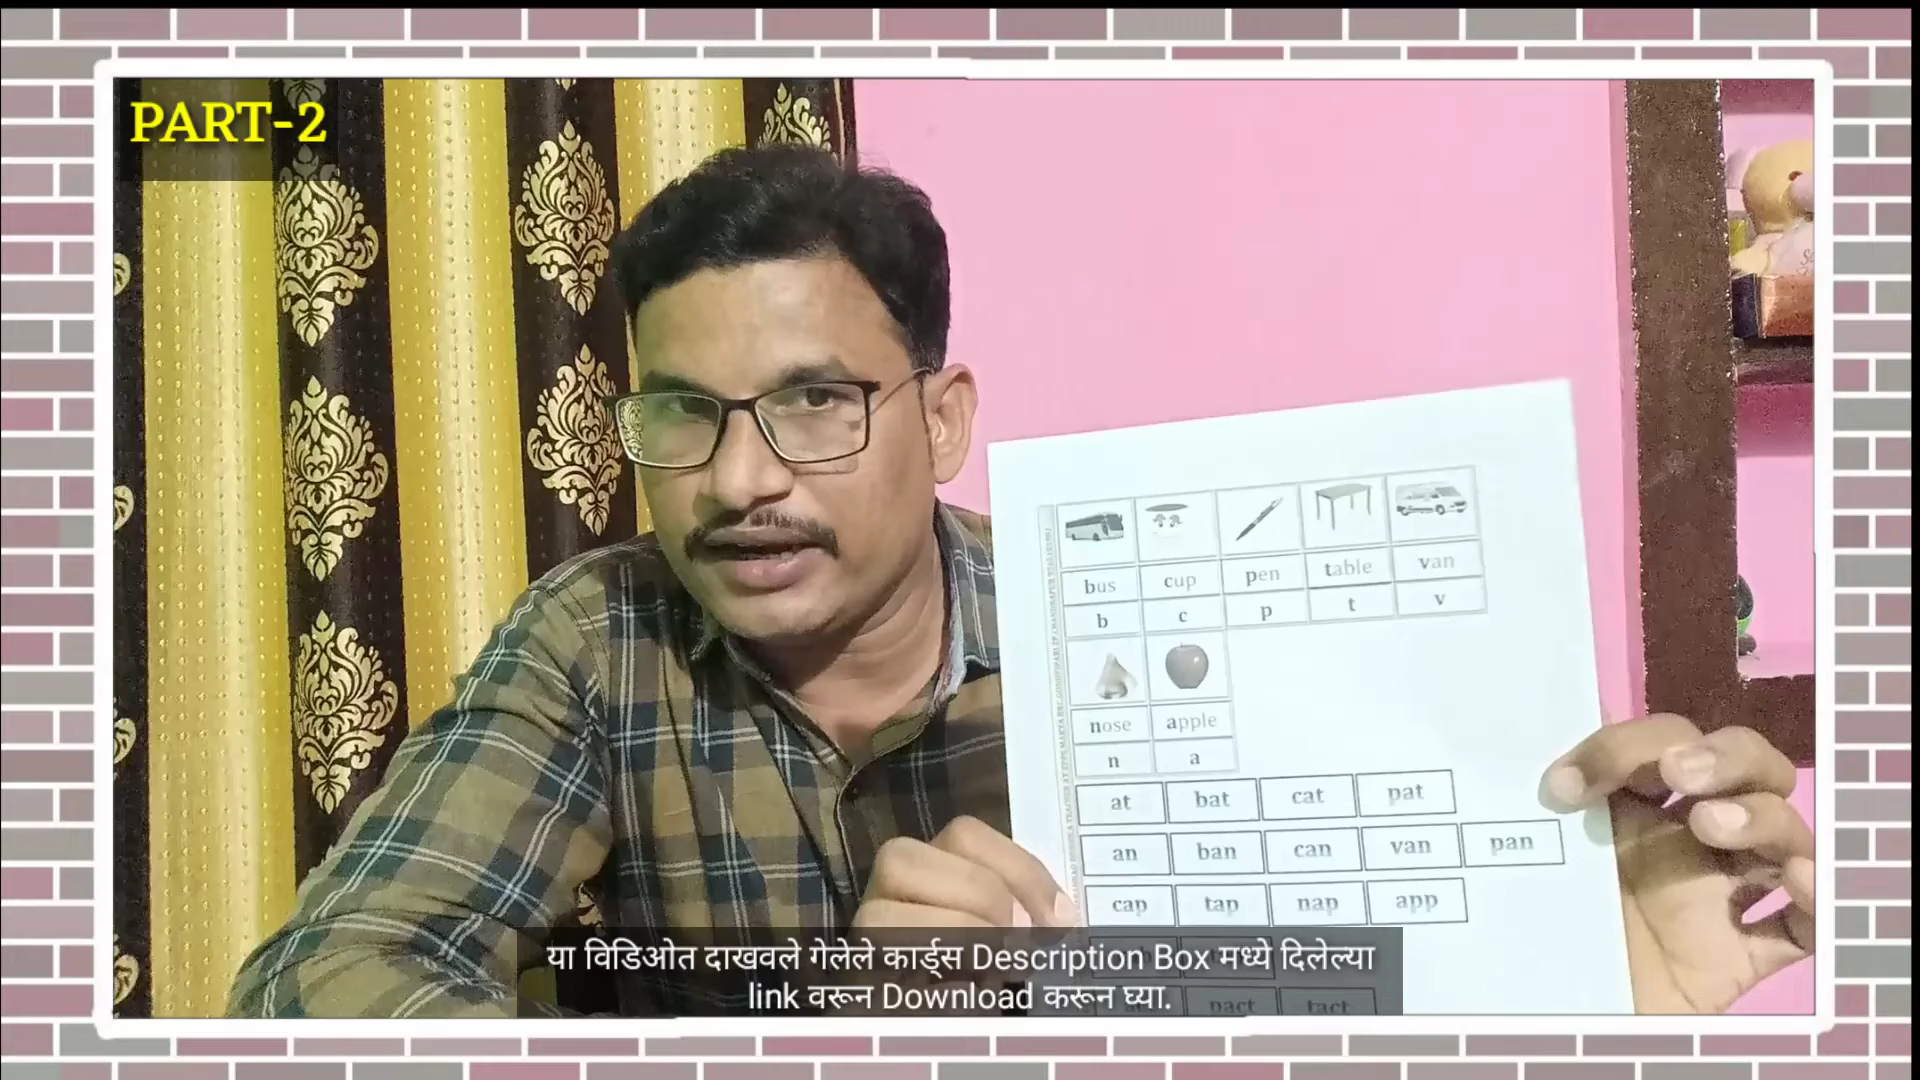 PART-2
bus cup pen table van
b c p t v
nose apple
n a
at bat cat pat
an ban can van pan
cap tap nap app
या विडिओत दाखवले गेलेले कार्ड्स Description Box मध्ये दिलेल्या
link वरून Download करून घ्या.
pact tact